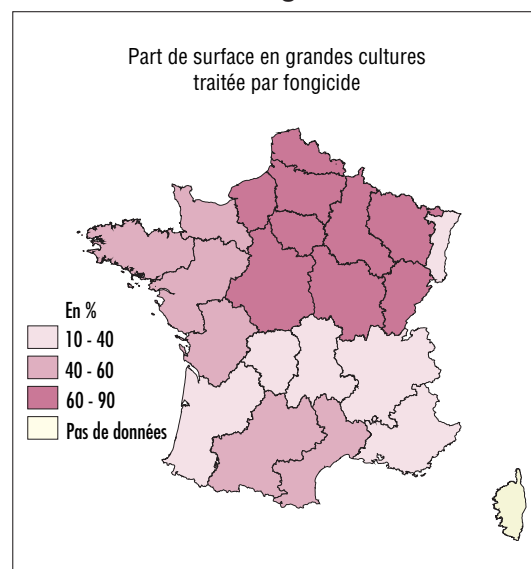 Part de surface en grandes cultures
traitée par fongicide
En %
10 - 40
40 - 60
60 - 90
Pas de données